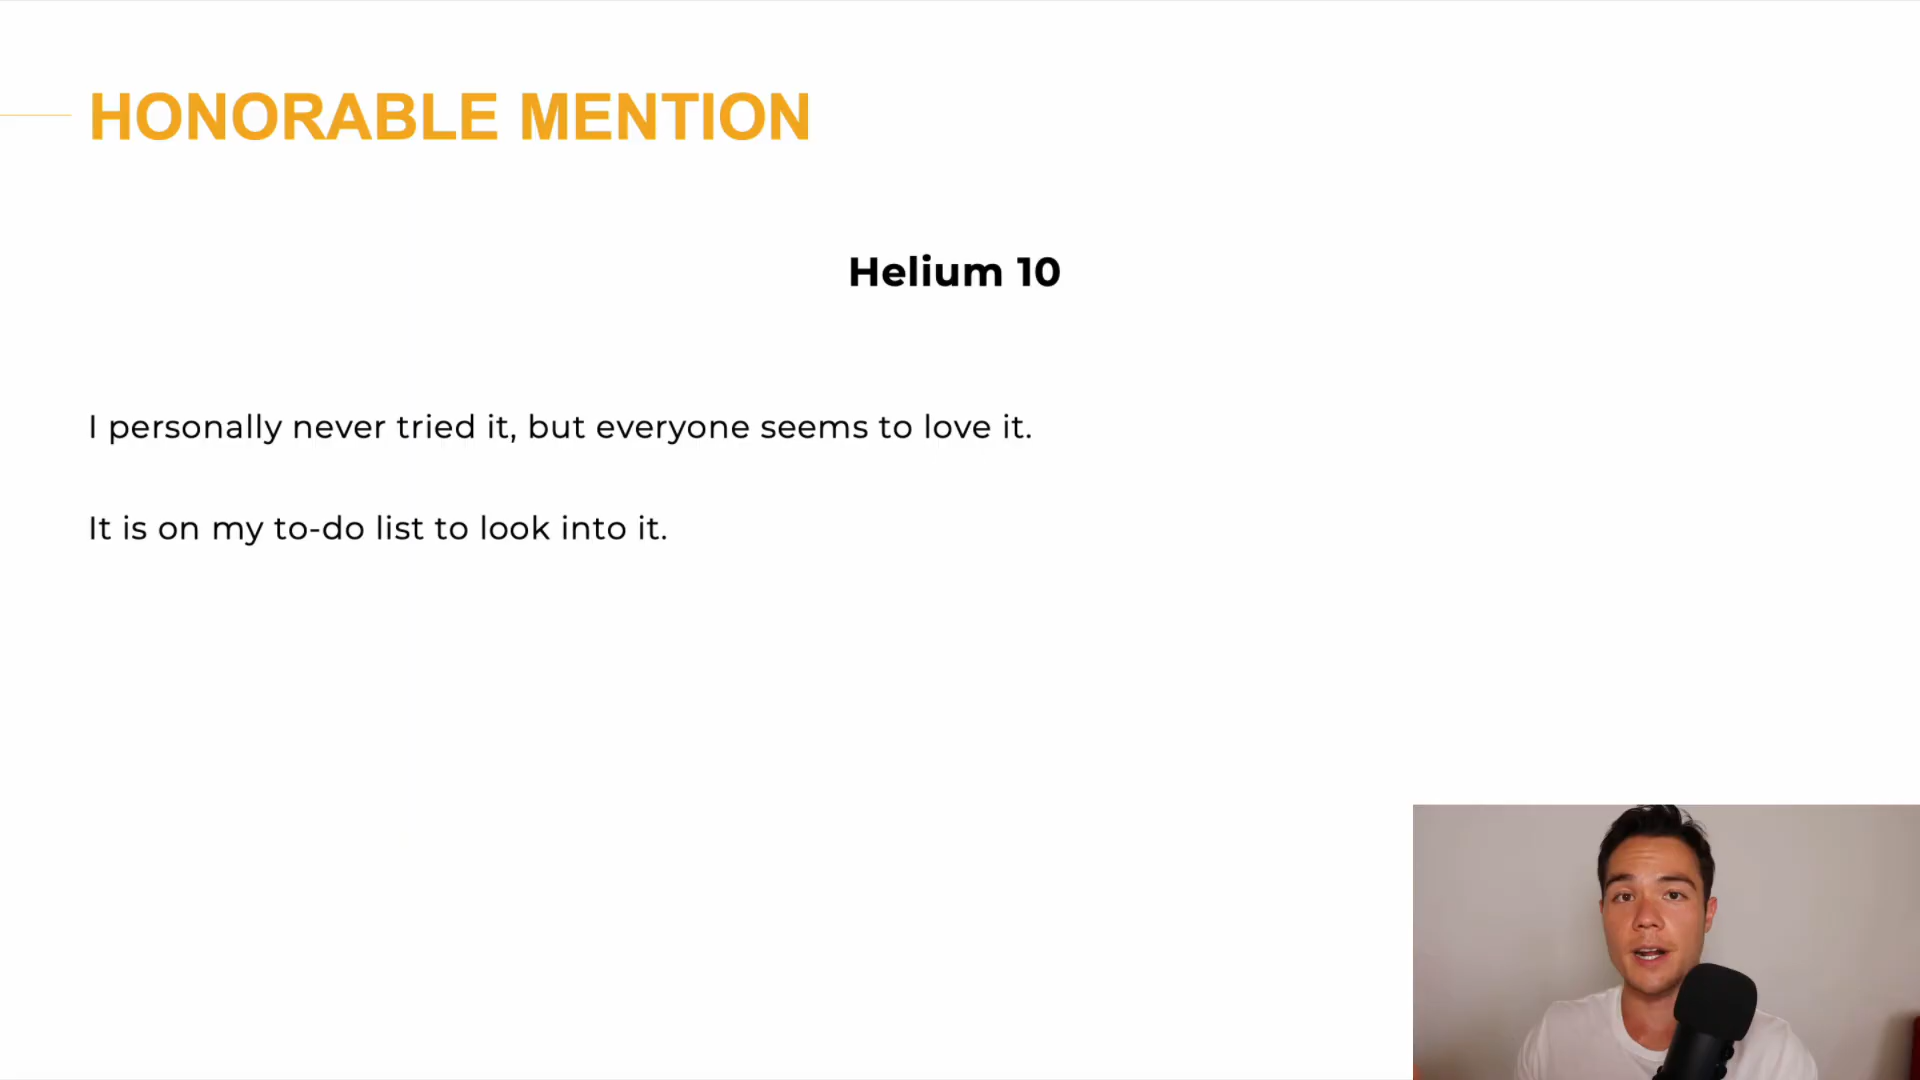 HONORABLE MENTION
Helium 10
I personally never tried it, but everyone seems to love it.
It is on my to-do list to look into it.